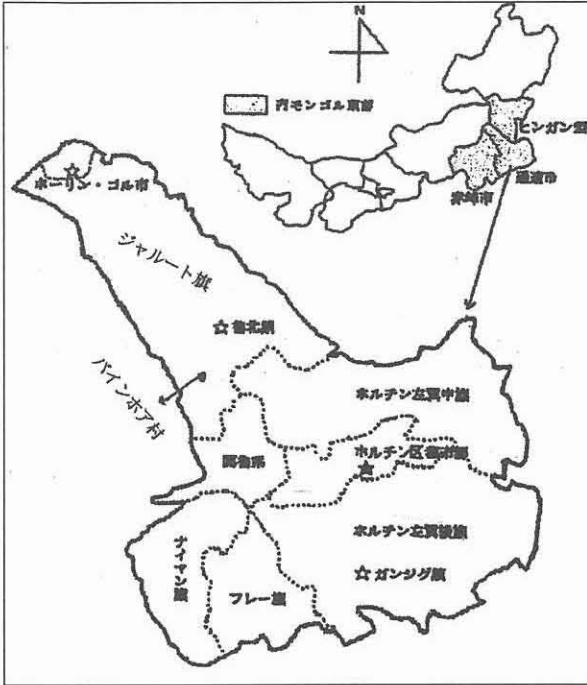 N
内モンゴル東部
ヒンガン盟
通遼市
赤峰市
ホーリン・ゴル市
ジャルート旗
魯北鎮
バインホア村
ホルチン左翼中旗
開魯県
ホルチン区都市部
ホルチン左翼後旗
ナイマン旗
フレー旗
ガンジグ鎮